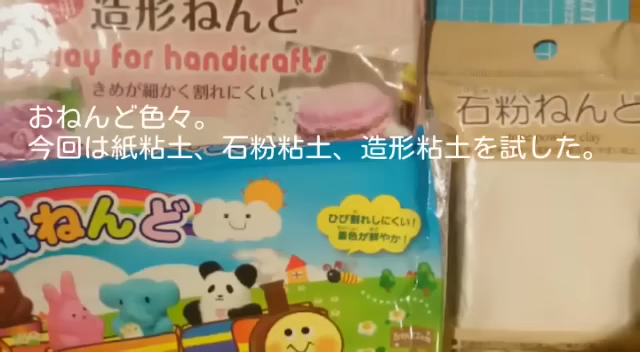 造形ねんど
clay for handicrafts
きめが細かく割れにくい
石粉ねんど
おねんど色々。
今回は紙粘土、石粉粘土、造形粘土を試した。
紙ねんど
ひび割れしにくい!
着色が鮮やか!